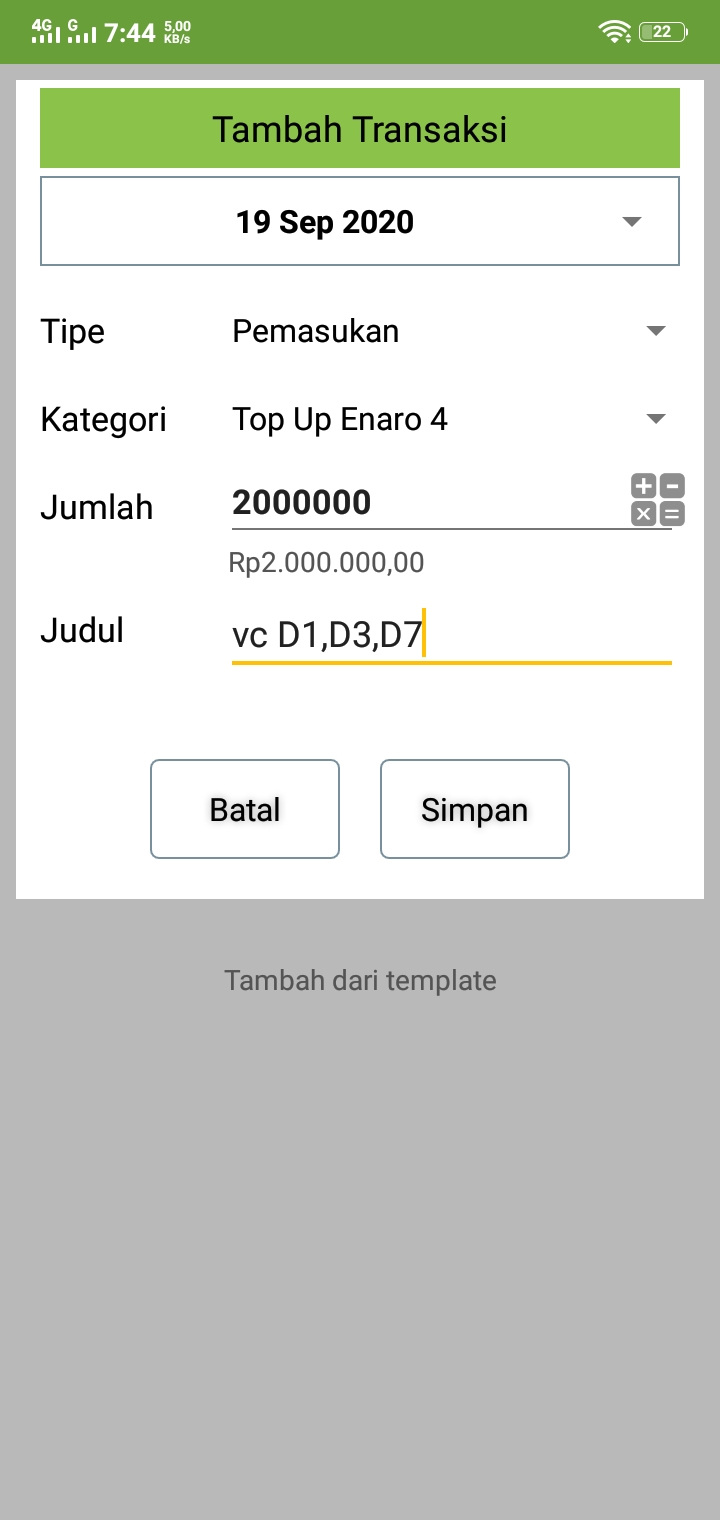 4G G 7:44 5,00 KB/s 22
Tambah Transaksi
19 Sep 2020
Tipe Pemasukan
Kategori Top Up Enaro 4
Jumlah 2000000
Rp2.000.000,00
Judul vc D1,D3,D7
Batal Simpan
Tambah dari template